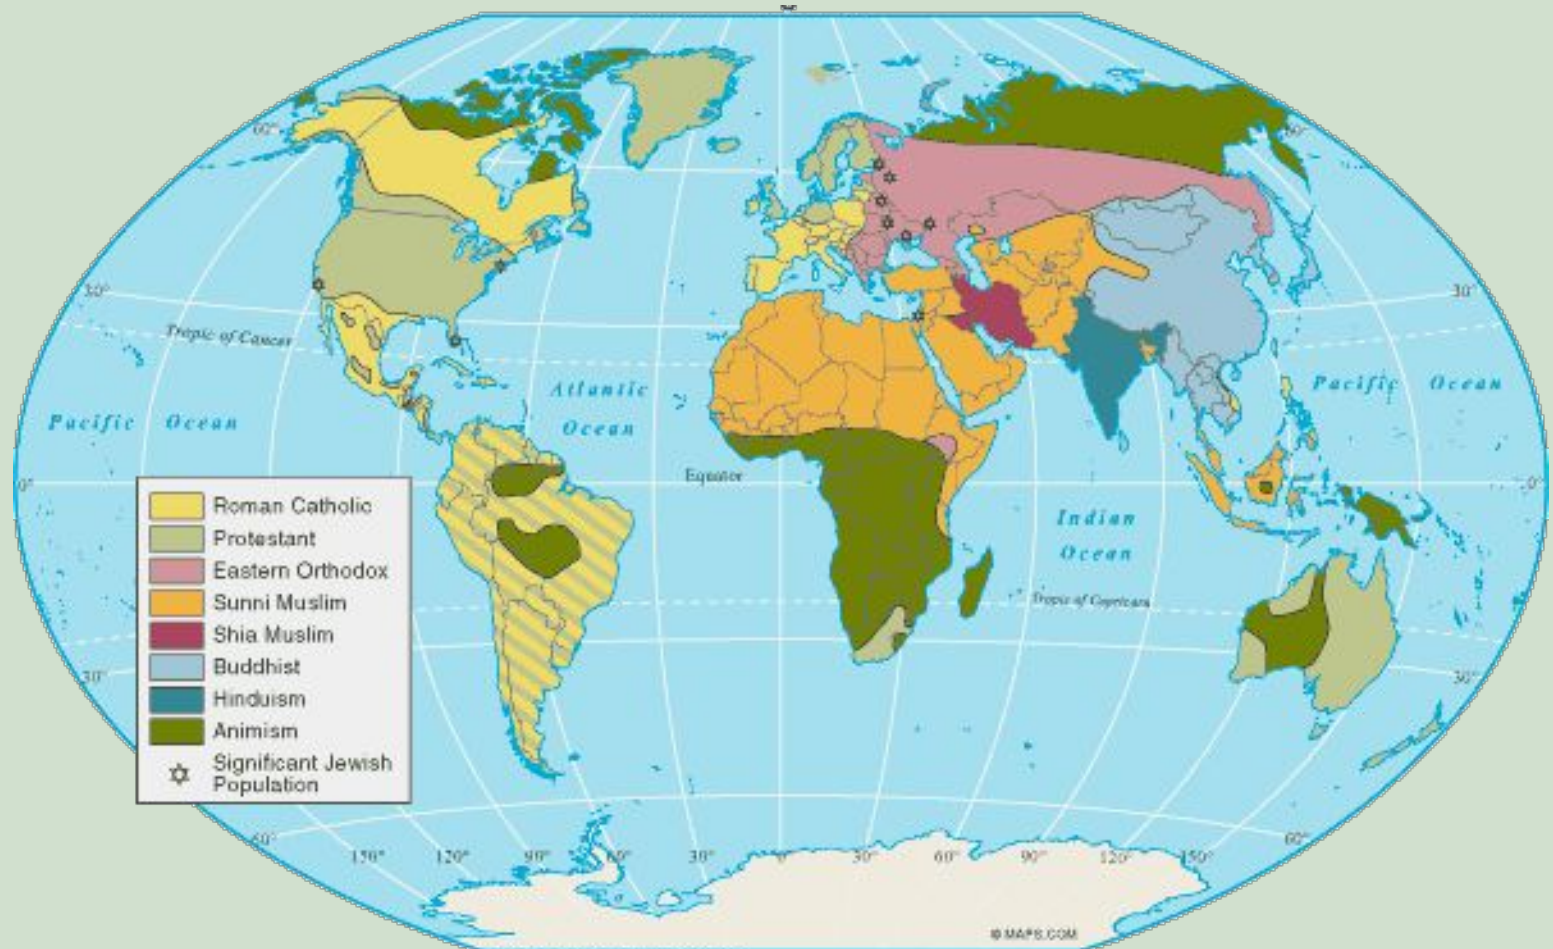 60°
60°
30°
30°
Tropic of Cancer
Atlantic
Ocean
Pacific Ocean
Pacific Ocean
Equator
0°
0°
Indian
Ocean
Tropic of Capricorn
30°
30°
Roman Catholic
Protestant
Eastern Orthodox
Sunni Muslim
Shia Muslim
Buddhist
Hinduism
Animism
Significant Jewish
Population
60°
60°
150° 120° 90° 60° 30° 0° 30° 60° 90° 120° 150°
© MAPS.COM